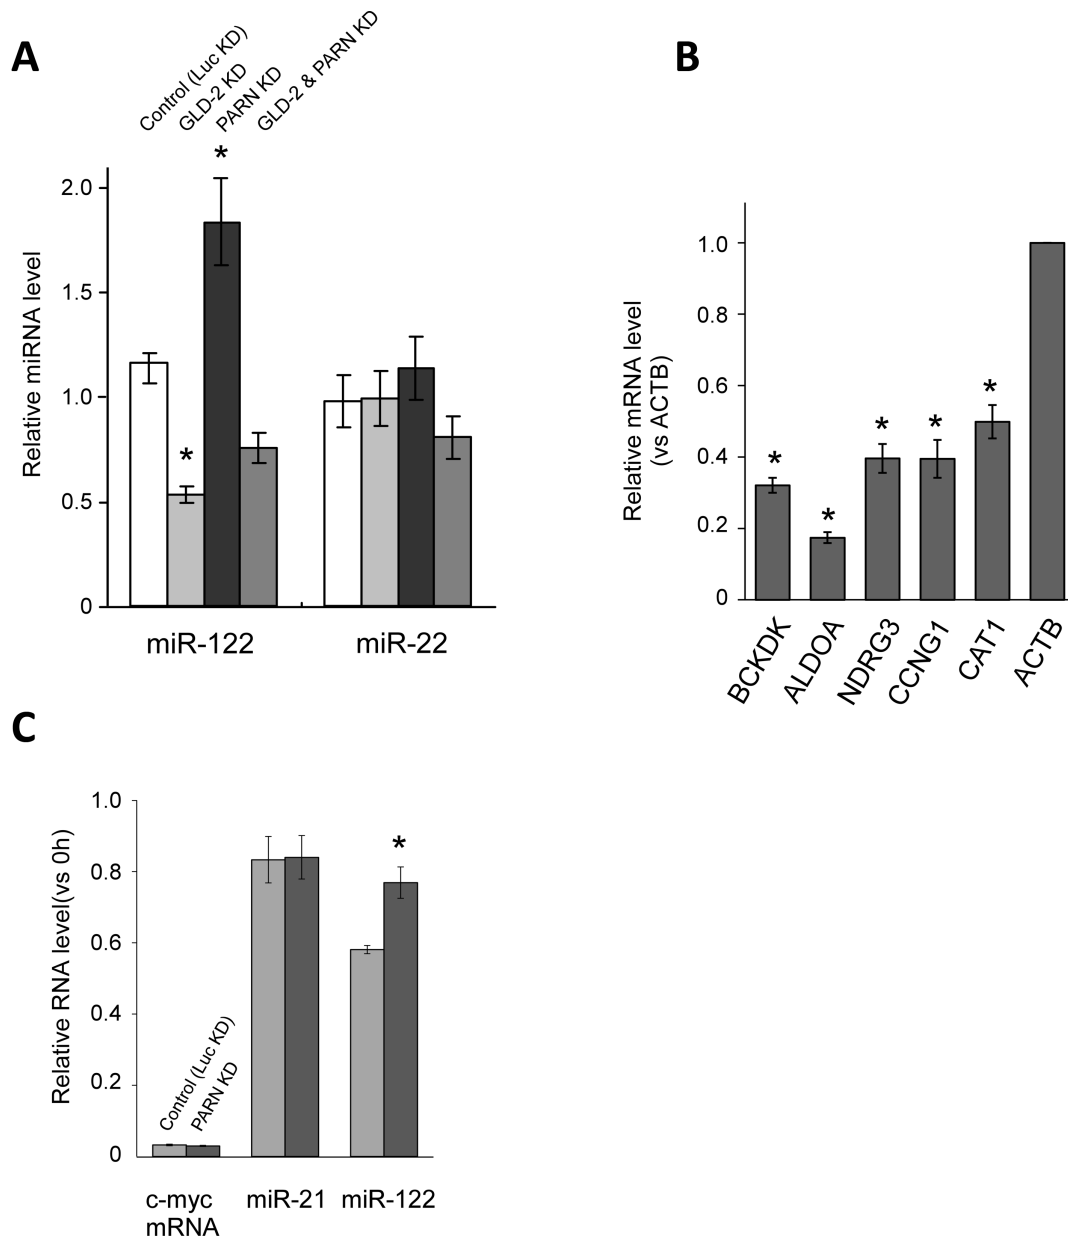 A
Control (Luc KD)
GLD-2 KD
PARN KD
GLD-2 & PARN KD
*
2.0
1.5
1.0
0.5
0
Relative miRNA level
*
miR-122
miR-22
B
1.0
0.8
0.6
0.4
0.2
0
Relative mRNA level
(vs ACTB)
*
*
*
*
*
BCKDK
ALDOA
NDRG3
CCNG1
CAT1
ACTB
C
1.0
0.8
0.6
0.4
0.2
0
Relative RNA level(vs 0h)
Control (Luc KD)
PARN KD
*
c-myc
mRNA
miR-21
miR-122